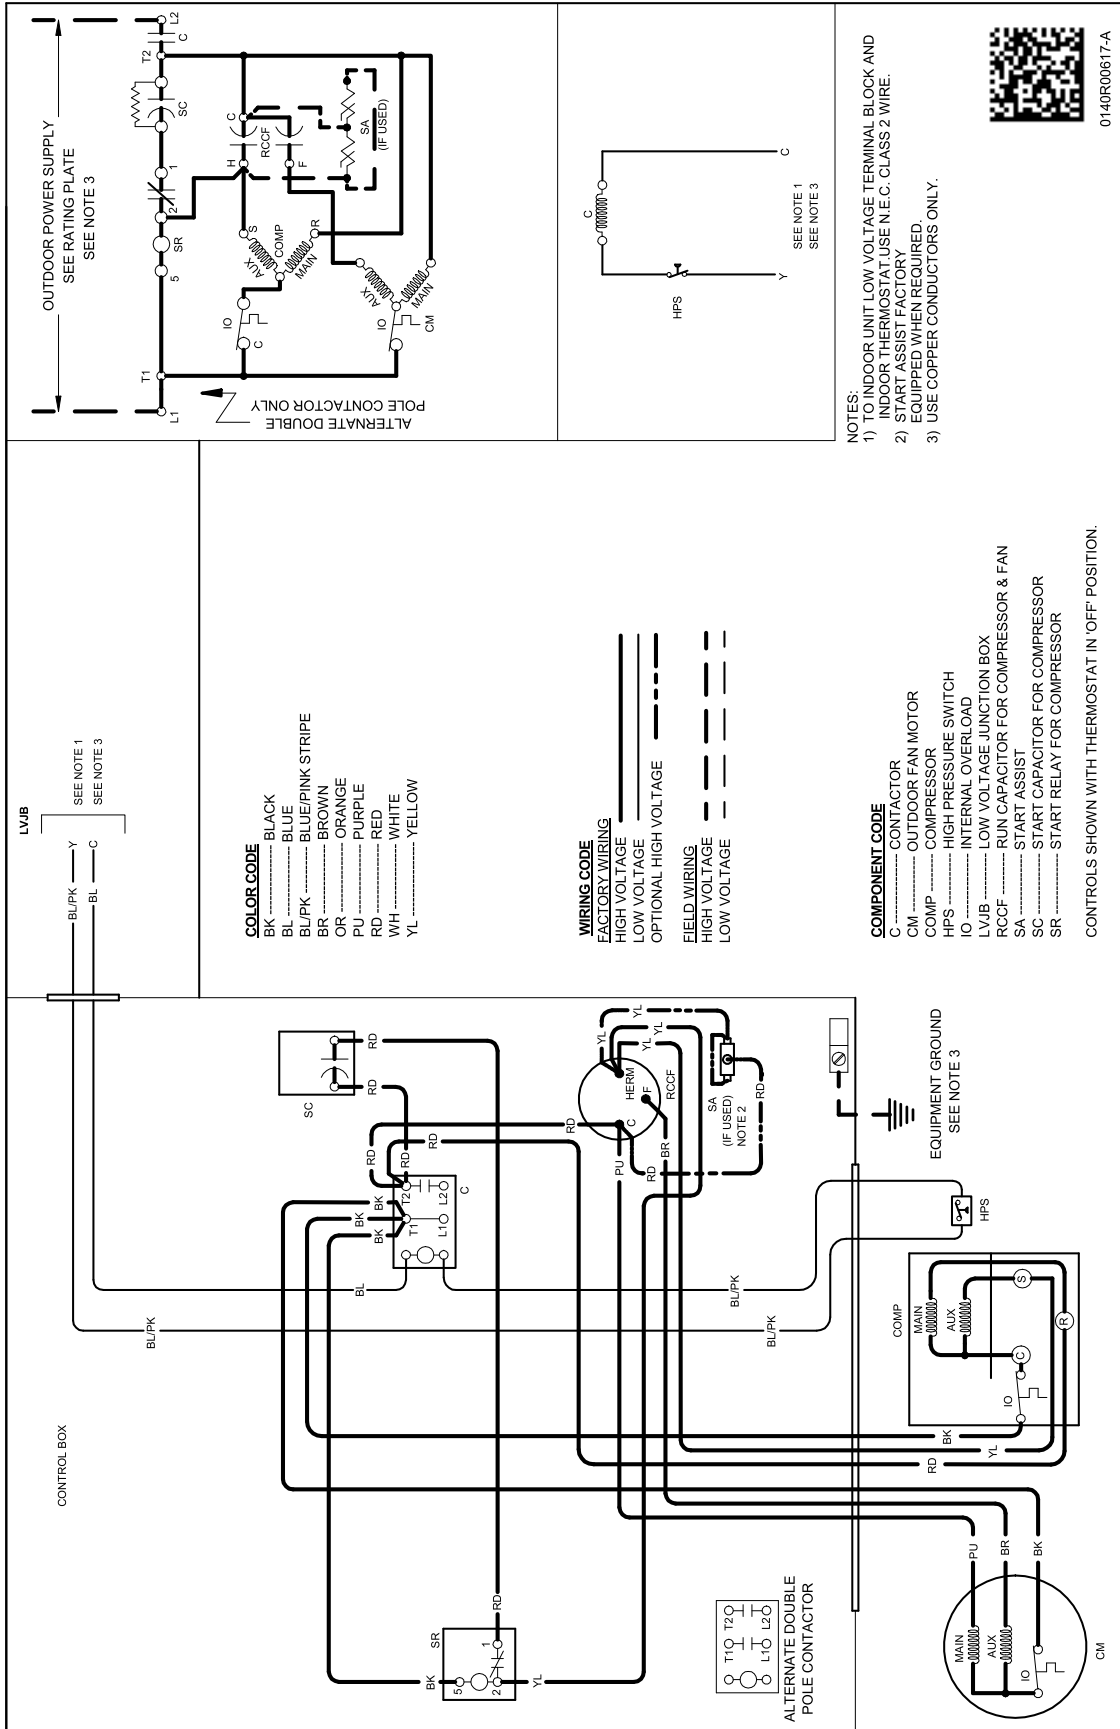 OUTDOOR POWER SUPPLY
SEE RATING PLATE
SEE NOTE 3
L1
T1
5
SR
2
1
SC
T2
C
L2
IO
C
AUX
S
COMP
MAIN
R
H
RCCF
C
F
SA
(IF USED)
IO
CM
AUX
MAIN
ALTERNATE DOUBLE
POLE CONTACTOR ONLY
C
HPS
Y
C
SEE NOTE 1
SEE NOTE 3
NOTES:
1) TO INDOOR UNIT LOW VOLTAGE TERMINAL BLOCK AND
INDOOR THERMOSTAT.USE N.E.C. CLASS 2 WIRE.
2) START ASSIST FACTORY
EQUIPPED WHEN REQUIRED.
3) USE COPPER CONDUCTORS ONLY.
0140R00617-A
LVJB
BL/PK
Y
BL
C
SEE NOTE 1
SEE NOTE 3
COLOR CODE
BK ---------- BLACK
BL ---------- BLUE
BL/PK ------- BLUE/PINK STRIPE
BR ---------- BROWN
OR ---------- ORANGE
PU ---------- PURPLE
RD ---------- RED
WH ---------- WHITE
YL ---------- YELLOW
WIRING CODE
FACTORY WIRING
HIGH VOLTAGE
LOW VOLTAGE
OPTIONAL HIGH VOLTAGE
FIELD WIRING
HIGH VOLTAGE
LOW VOLTAGE
COMPONENT CODE
C ---------- CONTACTOR
CM --------- OUTDOOR FAN MOTOR
COMP ------- COMPRESSOR
HPS -------- HIGH PRESSURE SWITCH
IO --------- INTERNAL OVERLOAD
LVJB ------- LOW VOLTAGE JUNCTION BOX
RCCF ------- RUN CAPACITOR FOR COMPRESSOR & FAN
SA --------- START ASSIST
SC --------- START CAPACITOR FOR COMPRESSOR
SR --------- START RELAY FOR COMPRESSOR
CONTROLS SHOWN WITH THERMOSTAT IN 'OFF' POSITION.
CONTROL BOX
BL/PK
BL
SC
RD
RD
RD
RD
RD
RD
BK
BK
BK
T2
T1
L2
L1
C
HERM
F
C
RCCF
YL
YL
YL
YL
SA
(IF USED)
NOTE 2
RD
RD
PU
BR
BL/PK
BL/PK
SR
BK
5
2
1
RD
YL
ALTERNATE DOUBLE
POLE CONTACTOR
T1
T2
L1
L2
EQUIPMENT GROUND
SEE NOTE 3
HPS
COMP
MAIN
AUX
IO
C
S
R
BK
YL
RD
PU
BR
BK
MAIN
AUX
IO
CM